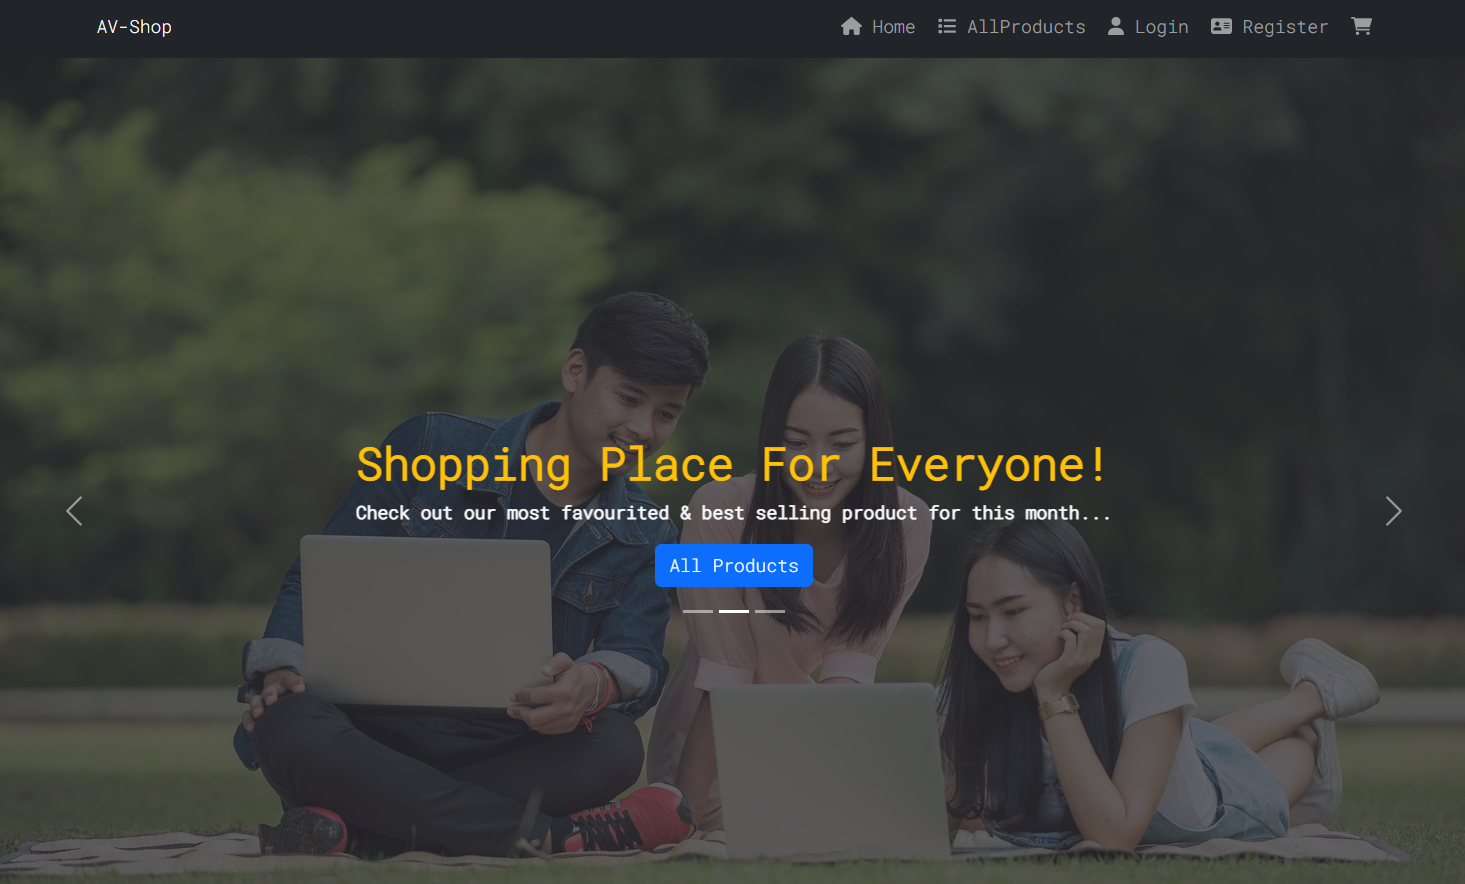 AV-Shop
Home AllProducts Login Register
Shopping Place For Everyone!
Check out our most favourited & best selling product for this month...
All Products